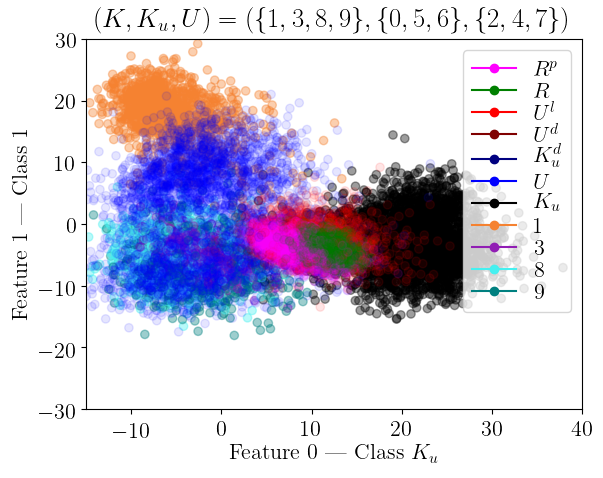 (K, K_u, U) = ({1, 3, 8, 9}, {0, 5, 6}, {2, 4, 7})
30
20
10
0
−10
−20
−30
Feature 1 — Class 1
−10
0
10
20
30
40
Feature 0 — Class K_u
R^p
R
U^l
U^d
K_u^d
U
K_u
1
3
8
9